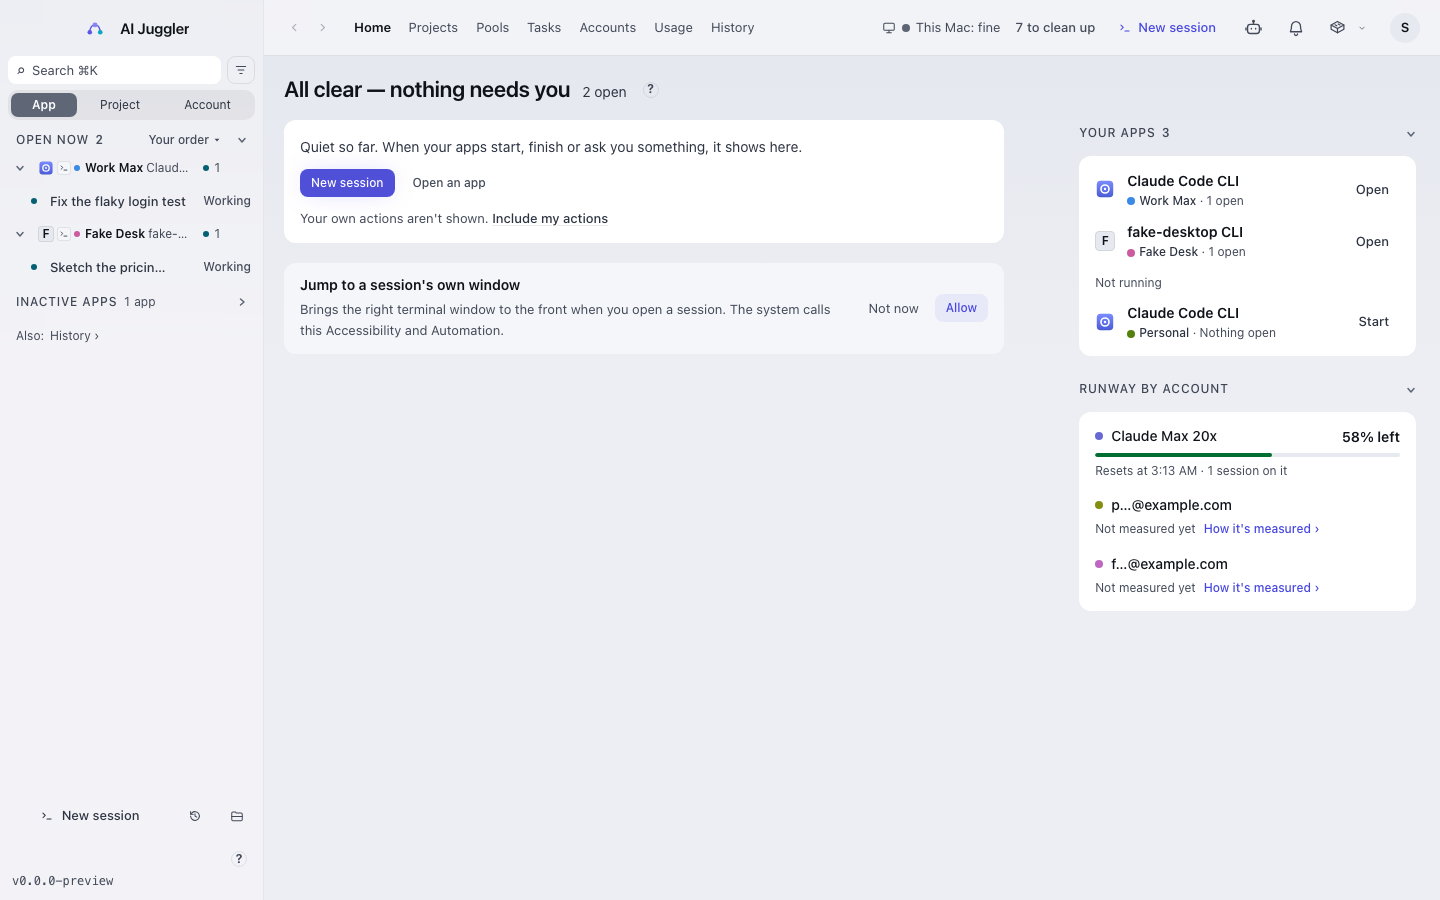 AI Juggler
Search ⌘K
App Project Account
OPEN NOW 2 Your order
Work Max Claud... 1
Fix the flaky login test Working
F Fake Desk fake-... 1
Sketch the pricin... Working
INACTIVE APPS 1 app
Also: History ›
New session
?
v0.0.0-preview
Home Projects Pools Tasks Accounts Usage History
This Mac: fine 7 to clean up New session S
All clear — nothing needs you 2 open ?
Quiet so far. When your apps start, finish or ask you something, it shows here.
New session Open an app
Your own actions aren't shown. Include my actions
Jump to a session's own window
Brings the right terminal window to the front when you open a session. The system calls
this Accessibility and Automation.
Not now Allow
YOUR APPS 3
Claude Code CLI
Work Max · 1 open
Open
F fake-desktop CLI
Fake Desk · 1 open
Open
Not running
Claude Code CLI
Personal · Nothing open
Start
RUNWAY BY ACCOUNT
Claude Max 20x 58% left
Resets at 3:13 AM · 1 session on it
p...@example.com
Not measured yet How it's measured ›
f...@example.com
Not measured yet How it's measured ›